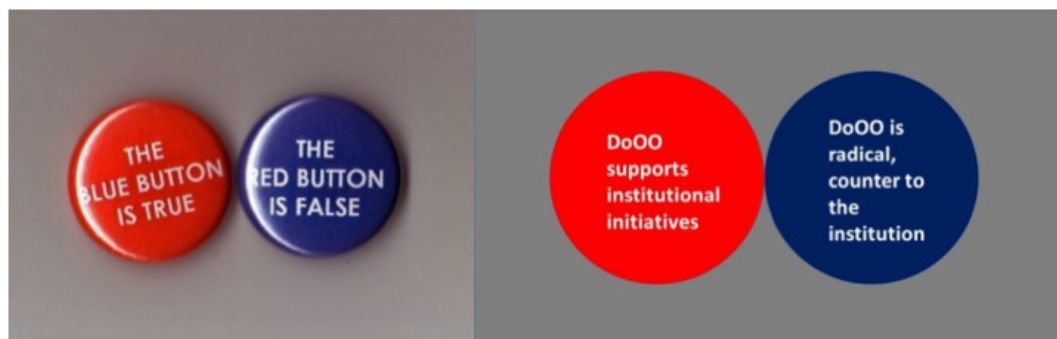 THE
BLUE BUTTON
IS TRUE
THE
RED BUTTON
IS FALSE
DoOO
supports
institutional
initiatives
DoOO is
radical,
counter to
the
institution